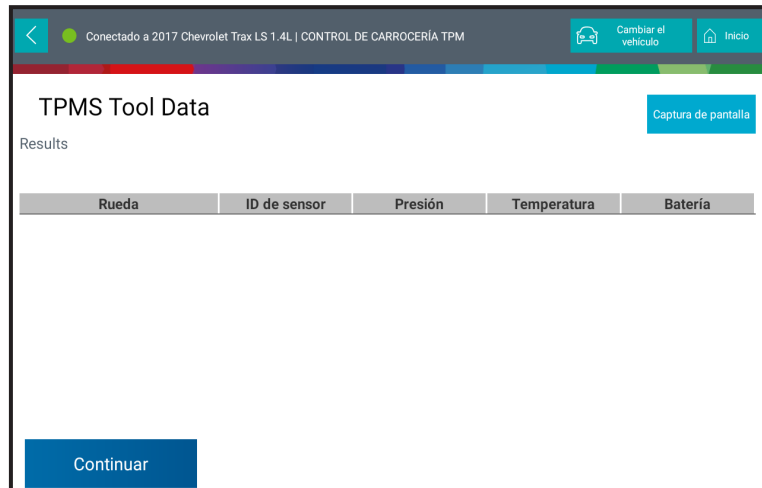 Conectado a 2017 Chevrolet Trax LS 1.4L | CONTROL DE CARROCERÍA TPM
Cambiar el
vehículo
Inicio
TPMS Tool Data
Captura de pantalla
Results
Rueda ID de sensor Presión Temperatura Batería
Continuar